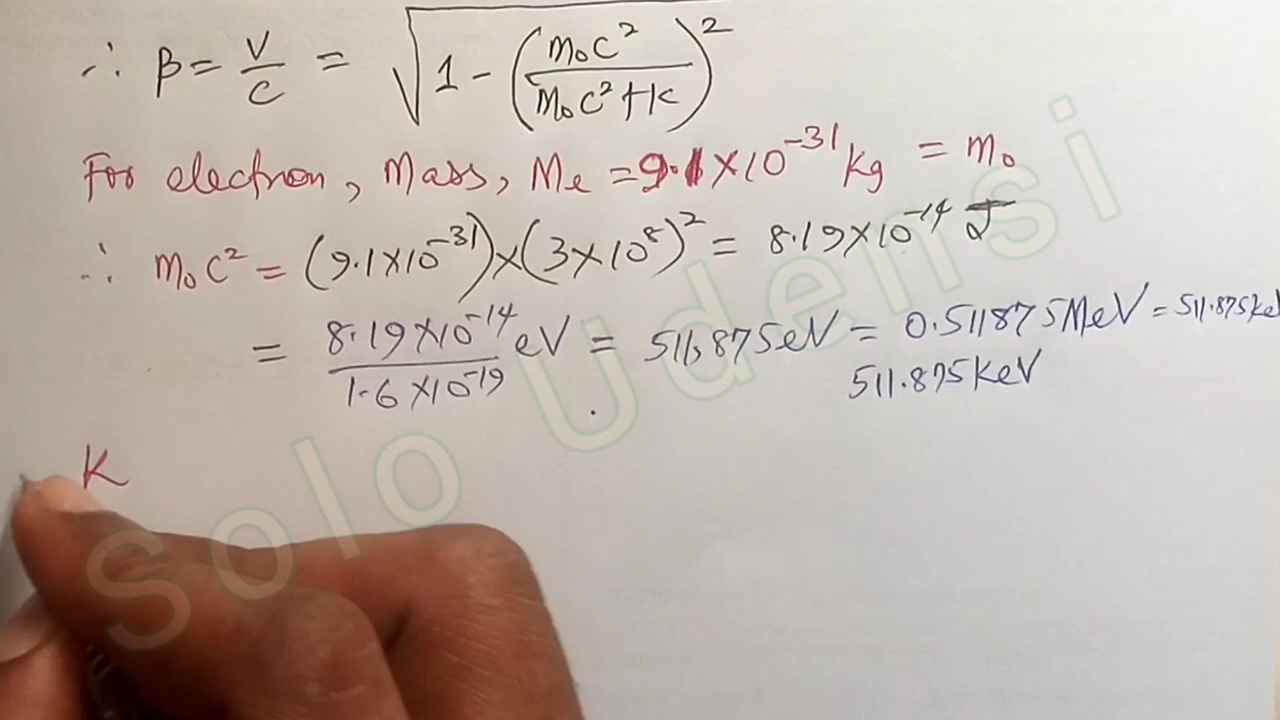 ∴ β = V/C = √(1 - (m₀c²/(m₀c²+k))²)
For electron, Mass, Me = 9.1×10⁻³¹ kg = m₀
∴ m₀c² = (9.1×10⁻³¹)×(3×10⁸)² = 8.19×10⁻¹⁴ J
= 8.19×10⁻¹⁴/1.6×10⁻¹⁹ eV = 511,875eV = 0.511875MeV = 511.875keV
511.875keV
K
Solo Udensi